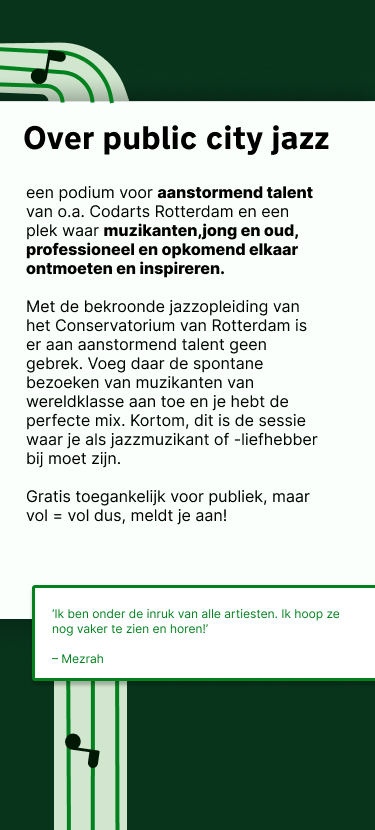 Over public city jazz
een podium voor aanstormend talent
van o.a. Codarts Rotterdam en een
plek waar muzikanten,jong en oud,
professioneel en opkomend elkaar
ontmoeten en inspireren.
Met de bekroonde jazzopleiding van
het Conservatorium van Rotterdam is
er aan aanstormend talent geen
gebrek. Voeg daar de spontane
bezoeken van muzikanten van
wereldklasse aan toe en je hebt de
perfecte mix. Kortom, dit is de sessie
waar je als jazzmuzikant of -liefhebber
bij moet zijn.
Gratis toegankelijk voor publiek, maar
vol = vol dus, meldt je aan!
‘Ik ben onder de inruk van alle artiesten. Ik hoop ze
nog vaker te zien en horen!’
– Mezrah